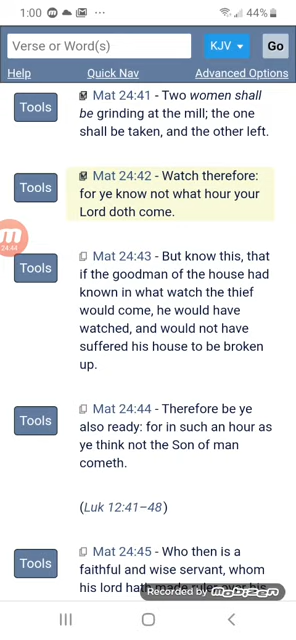 1:00 44%
Verse or Word(s) KJV Go
Help Quick Nav Advanced Options
Tools Mat 24:41 - Two women shall
be grinding at the mill; the one
shall be taken, and the other left.
Tools Mat 24:42 - Watch therefore:
for ye know not what hour your
Lord doth come.
24:44
Tools Mat 24:43 - But know this, that
if the goodman of the house had
known in what watch the thief
would come, he would have
watched, and would not have
suffered his house to be broken
up.
Tools Mat 24:44 - Therefore be ye
also ready: for in such an hour as
ye think not the Son of man
cometh.
(Luk 12:41–48)
Tools Mat 24:45 - Who then is a
faithful and wise servant, whom
his lord hath made ruler over his
Recorded by mobizen